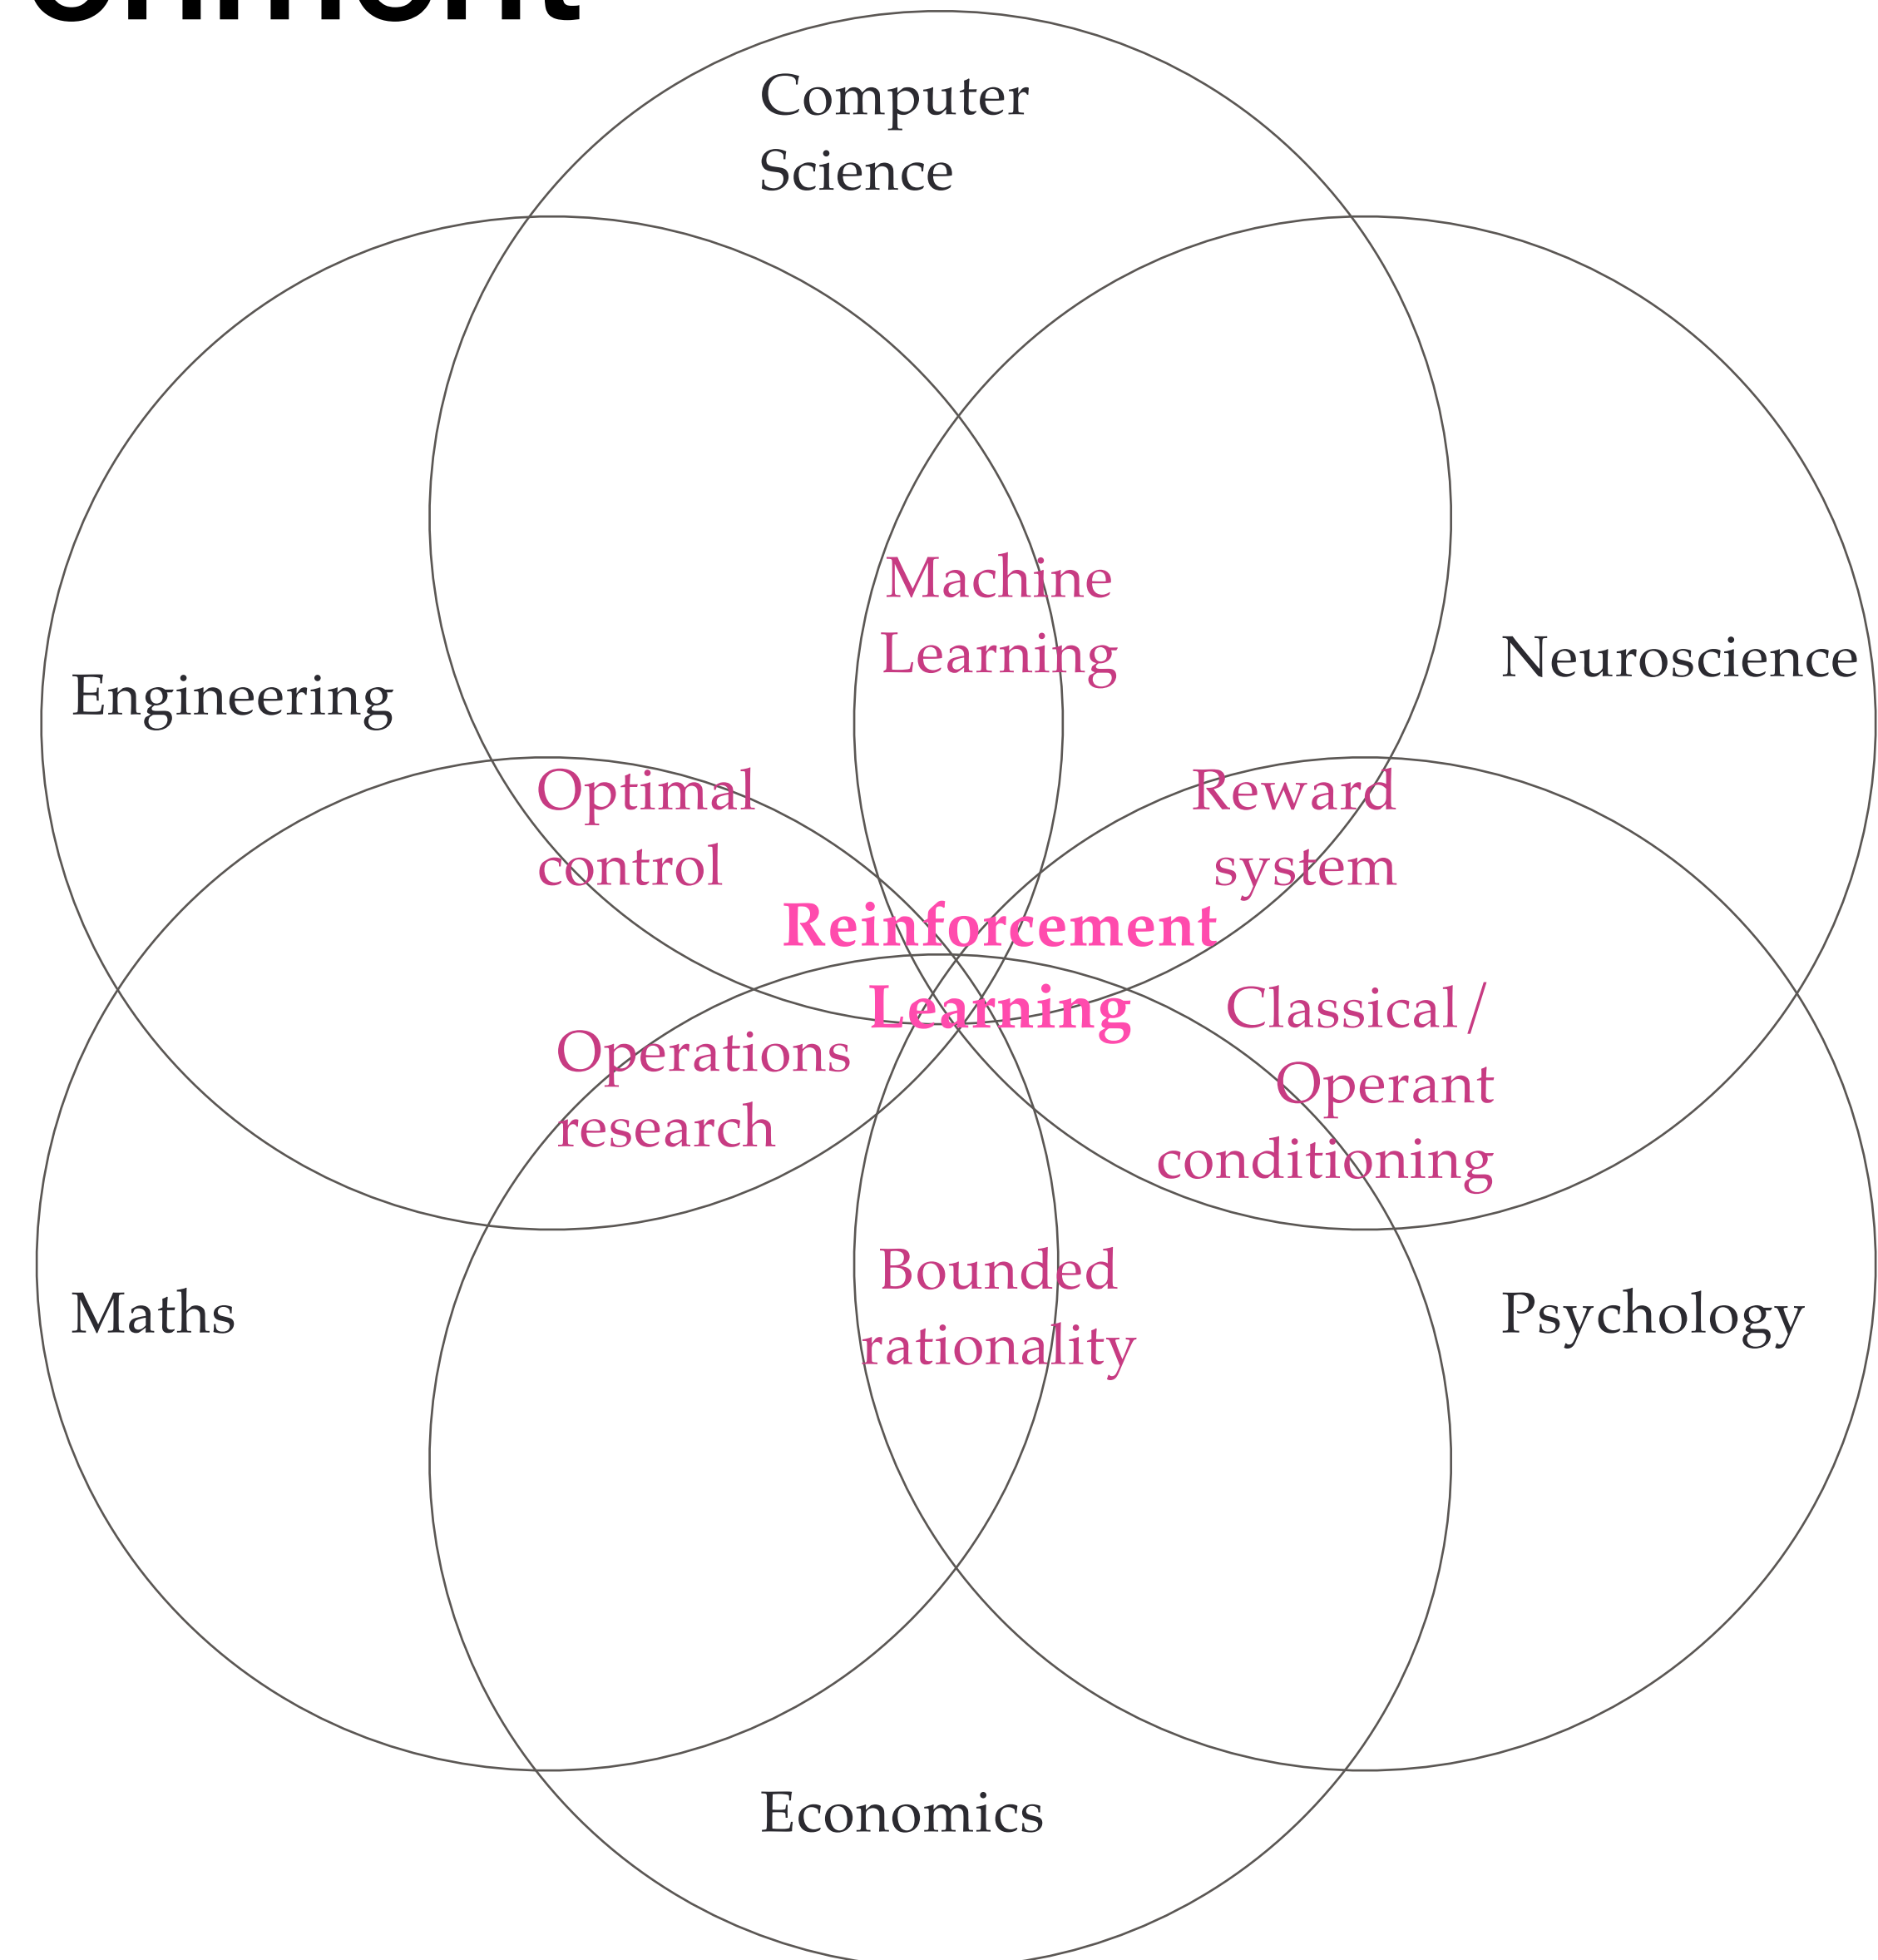 Computer
Science
Machine
Learning
Neuroscience
Engineering
Optimal
control
Reward
system
Reinforcement
Learning
Classical/
Operant
conditioning
Operations
research
Bounded
rationality
Maths
Psychology
Economics